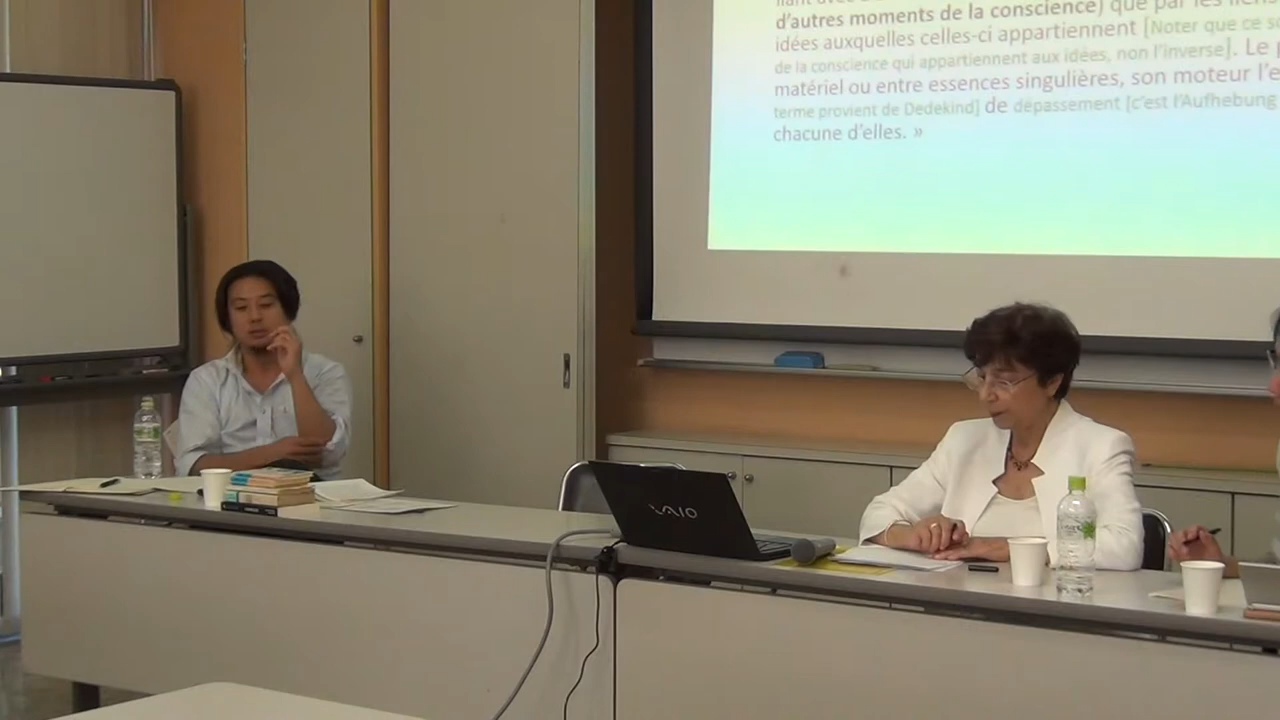 d'autres moments de la conscience) que par les liens
idées auxquelles celles-ci appartiennent [Noter que ce s
de la conscience qui appartiennent aux idées, non l'inverse]. Le
matériel ou entre essences singulières, son moteur l'e
terme provient de Dedekind] de dépassement [c'est l'Aufhebung
chacune d'elles. »
VAIO